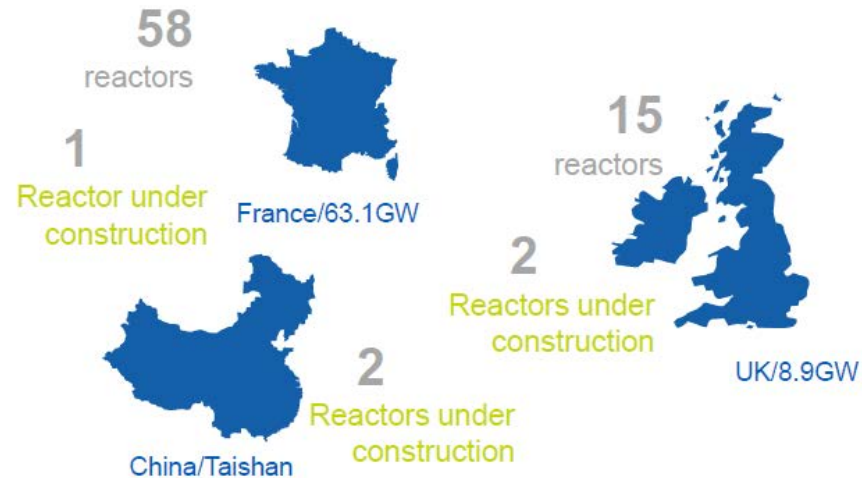 58
reactors
1
Reactor under
construction
France/63.1GW
15
reactors
2
Reactors under
construction
UK/8.9GW
2
Reactors under
construction
China/Taishan